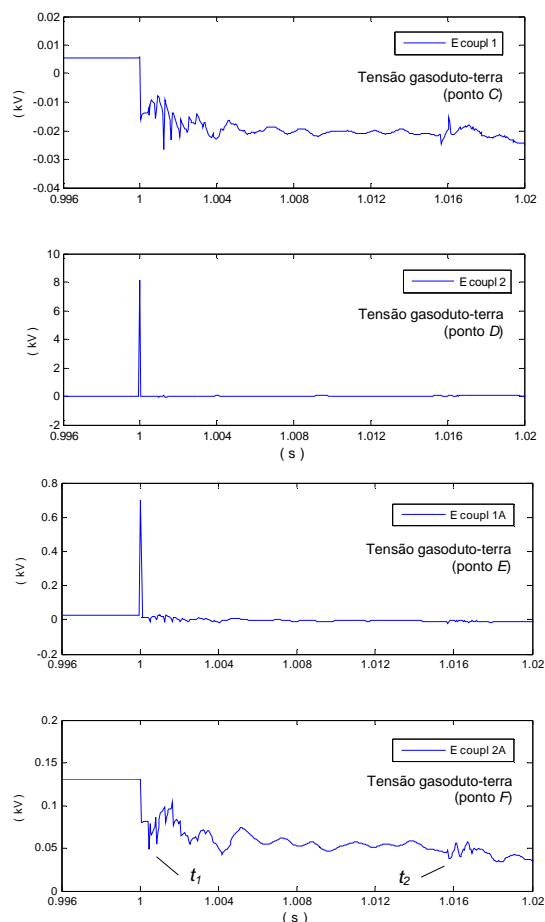 0.02
E coupl 1
0.01
Tensão gasoduto-terra
(ponto C)
0
( kV )
-0.01
-0.02
-0.03
-0.04
0.996 1 1.004 1.008 1.012 1.016 1.02
10
E coupl 2
8
Tensão gasoduto-terra
(ponto D)
6
( kV )
4
2
0
-2
0.996 1 1.004 1.008 1.012 1.016 1.02
( s )
0.8
E coupl 1A
0.6
Tensão gasoduto-terra
(ponto E)
0.4
( kV )
0.2
0
-0.2
0.996 1 1.004 1.008 1.012 1.016 1.02
0.2
E coupl 2A
0.15
Tensão gasoduto-terra
(ponto F)
( kV )
0.1
0.05
t1
t2
0
0.996 1 1.004 1.008 1.012 1.016 1.02
( s )